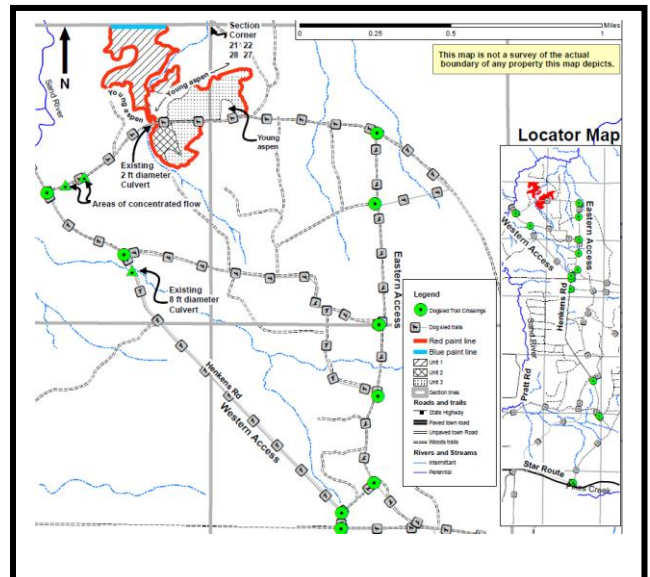 Section
Corner
21 22
28 27
0
0.25
0.5
1
Miles
This map is not a survey of the actual
boundary of any property this map depicts.
N
Sand River
Young aspen
Young aspen
Young
aspen
Existing
2 ft diameter
Culvert
Areas of concentrated flow
Existing
8 ft diameter
Culvert
Eastern Access
Henkens Rd
Western Access
Legend
Dogsled Trail Crossings
Dogsled trails
Red paint line
Blue paint line
Unit 1
Unit 2
Unit 3
Section lines
Roads and trails
State Highway
Paved town road
Unpaved town Road
Woods trails
Rivers and Streams
Intermittant
Perennial
Locator Map
Eastern Access
Western Access
Henkens Rd
Sand River
Pratt Rd
Star Route
Pikes Creek